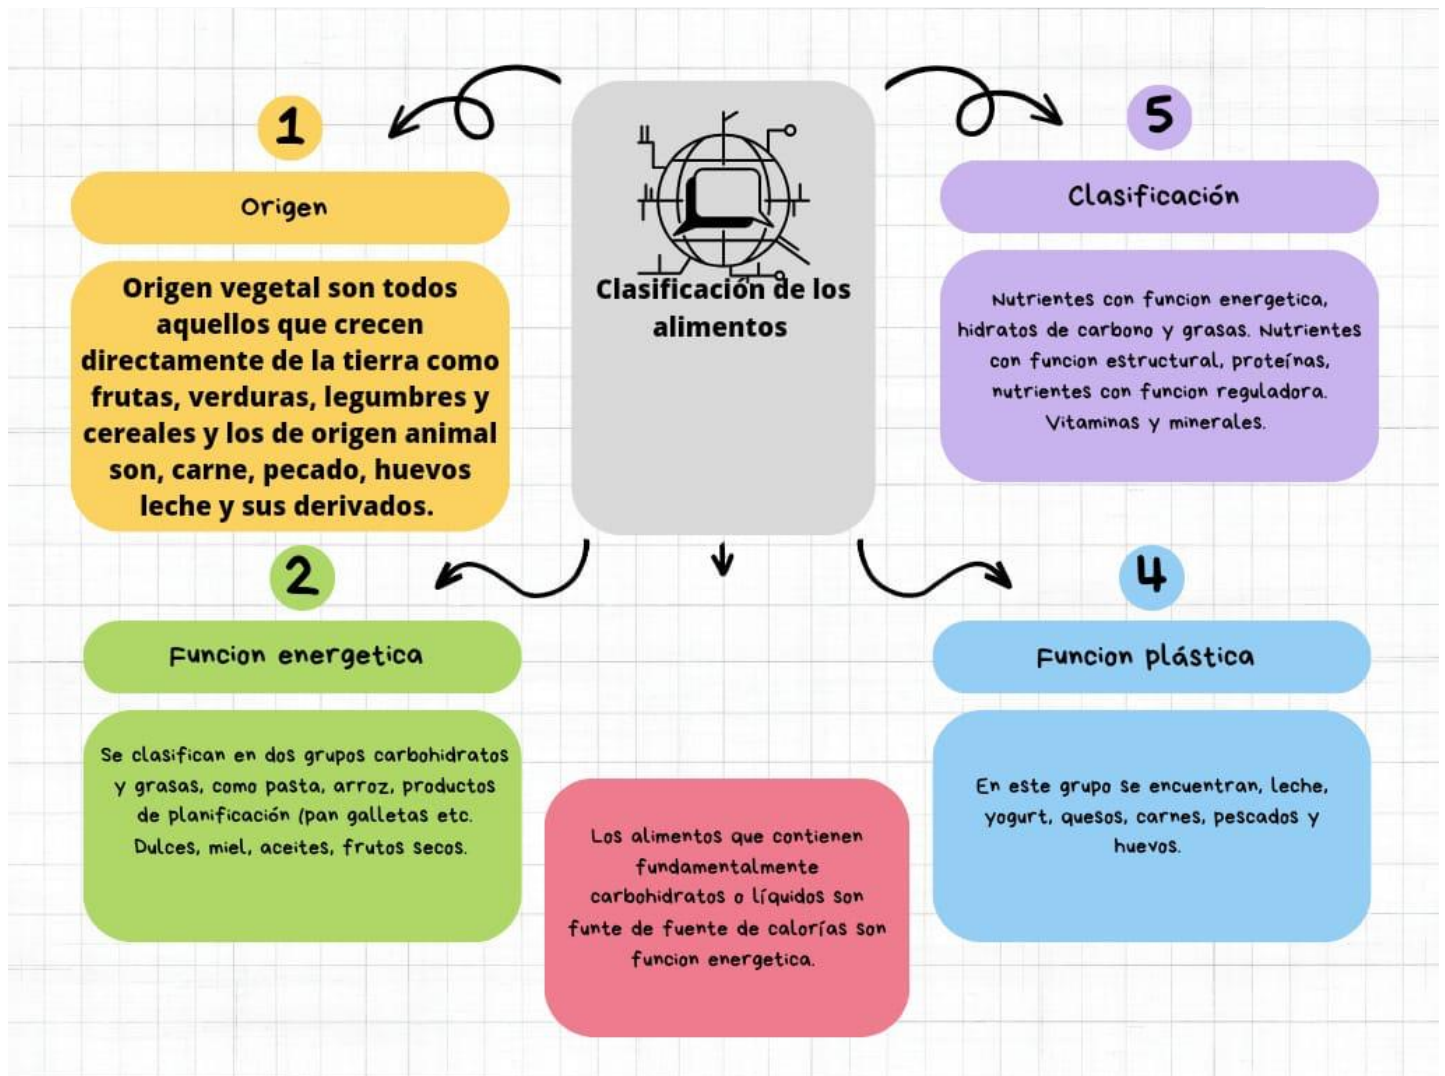 Clasificación de los
alimentos
1
Origen
Origen vegetal son todos
aquellos que crecen
directamente de la tierra como
frutas, verduras, legumbres y
cereales y los de origen animal
son, carne, pecado, huevos
leche y sus derivados.
2
Funcion energetica
Se clasifican en dos grupos carbohidratos
y grasas, como pasta, arroz, productos
de planificación (pan galletas etc.
Dulces, miel, aceites, frutos secos.
Los alimentos que contienen
fundamentalmente
carbohidratos o líquidos son
funte de fuente de calorías son
funcion energetica.
4
Funcion plástica
En este grupo se encuentran, leche,
yogurt, quesos, carnes, pescados y
huevos.
5
Clasificación
Nutrientes con funcion energetica,
hidratos de carbono y grasas. Nutrientes
con funcion estructural, proteínas,
nutrientes con funcion reguladora.
Vitaminas y minerales.